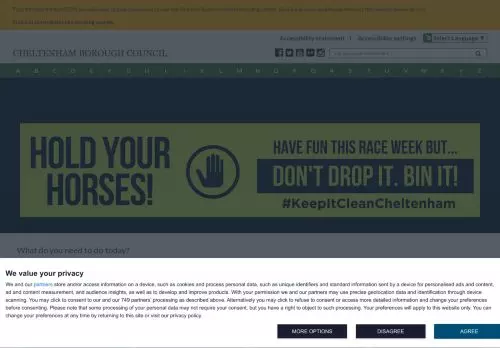 Accessibility statement | Accessibility settings
Select Language ▼
CHELTENHAM BOROUGH COUNCIL
HOLD YOUR
HORSES!
HAVE FUN THIS RACE WEEK BUT...
DON'T DROP IT. BIN IT!
#KeepItCleanCheltenham
What do you need to do today?
We value your privacy
We and our partners store and/or access information on a device, such as cookies and process personal data, such as unique identifiers and standard information sent by a device for personalised ads and content,
ad and content measurement, and audience insights, as well as to develop and improve products. With your permission we and our partners may use precise geolocation data and identification through device
scanning. You may click to consent to our and our 749 partners' processing as described above. Alternatively you may click to refuse to consent or access more detailed information and change your preferences
before consenting. Please note that some processing of your personal data may not require your consent, but you have a right to object to such processing. Your preferences will apply to this website only. You can
change your preferences at any time by returning to this site or visit our privacy policy.
MORE OPTIONS
DISAGREE
AGREE